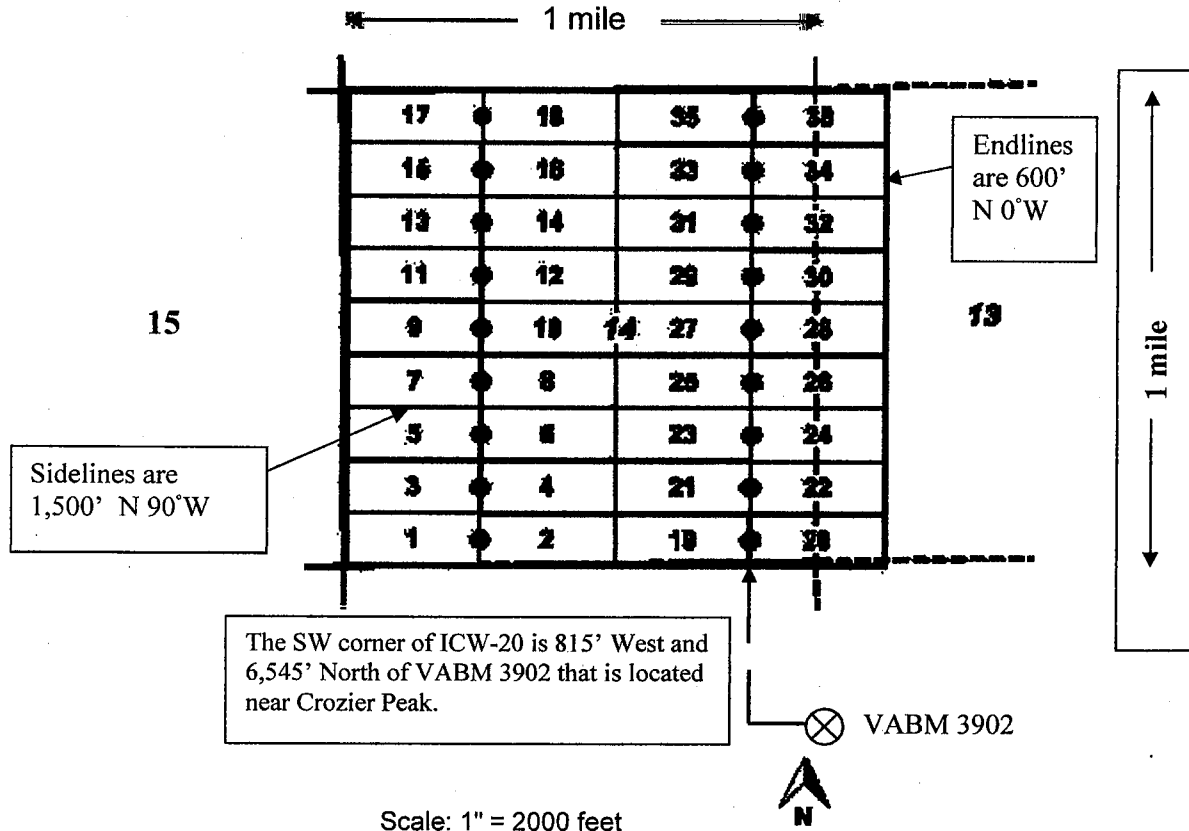 1 mile
17 18 35 36
15 16 33 34
13 14 31 32
11 12 29 30
15 9 10 14 27 28 13
7 8 25 26
5 6 23 24
3 4 21 22
1 2 19 20
Endlines
are 600'
N 0°W
1 mile
Sidelines are
1,500' N 90°W
The SW corner of ICW-20 is 815' West and
6,545' North of VABM 3902 that is located
near Crozier Peak.
VABM 3902
N
Scale: 1" = 2000 feet